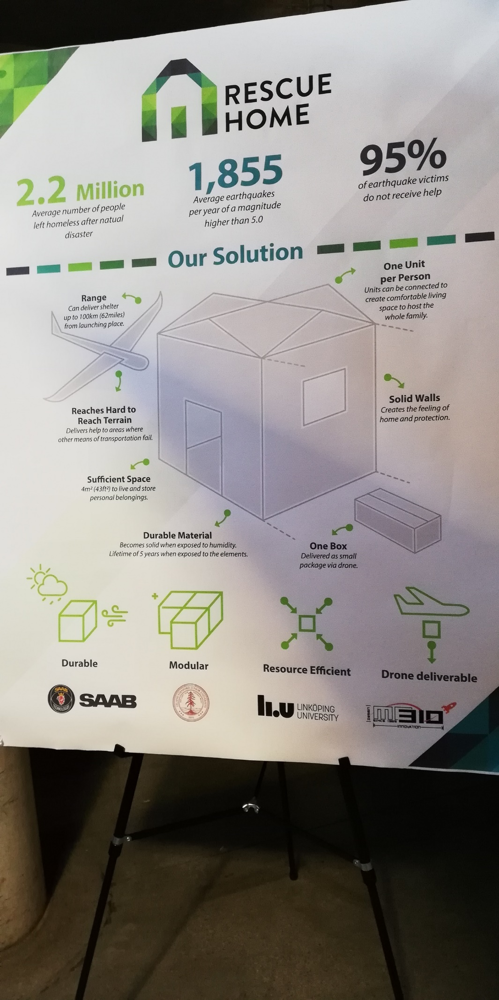 RESCUE
HOME
2.2 Million
Average number of people
left homeless after natual
disaster
1,855
Average earthquakes
per year of a magnitude
higher than 5.0
95%
of earthquake victims
do not receive help
Our Solution
Range
Can deliver shelter
up to 100km (62miles)
from launching place.
One Unit
per Person
Units can be connected to
create comfortable living
space to host the
whole family.
Solid Walls
Creates the feeling of
home and protection.
Reaches Hard to
Reach Terrain
Delivers help to areas where
other means of transportation fail.
Sufficient Space
4m² (43ft²) to live and store
personal belongings.
Durable Material
Becomes solid when exposed to humidity.
Lifetime of 5 years when exposed to the elements.
One Box
Delivered as small
package via drone.
Durable
Modular
Resource Efficient
Drone deliverable
SAAB
TECHNOLOGIES
SAAB
LELAND STANFORD JUNIOR UNIVERSITY
1891
li.u LINKÖPING
UNIVERSITY
ME310
SINCE 1969
INNOVATION